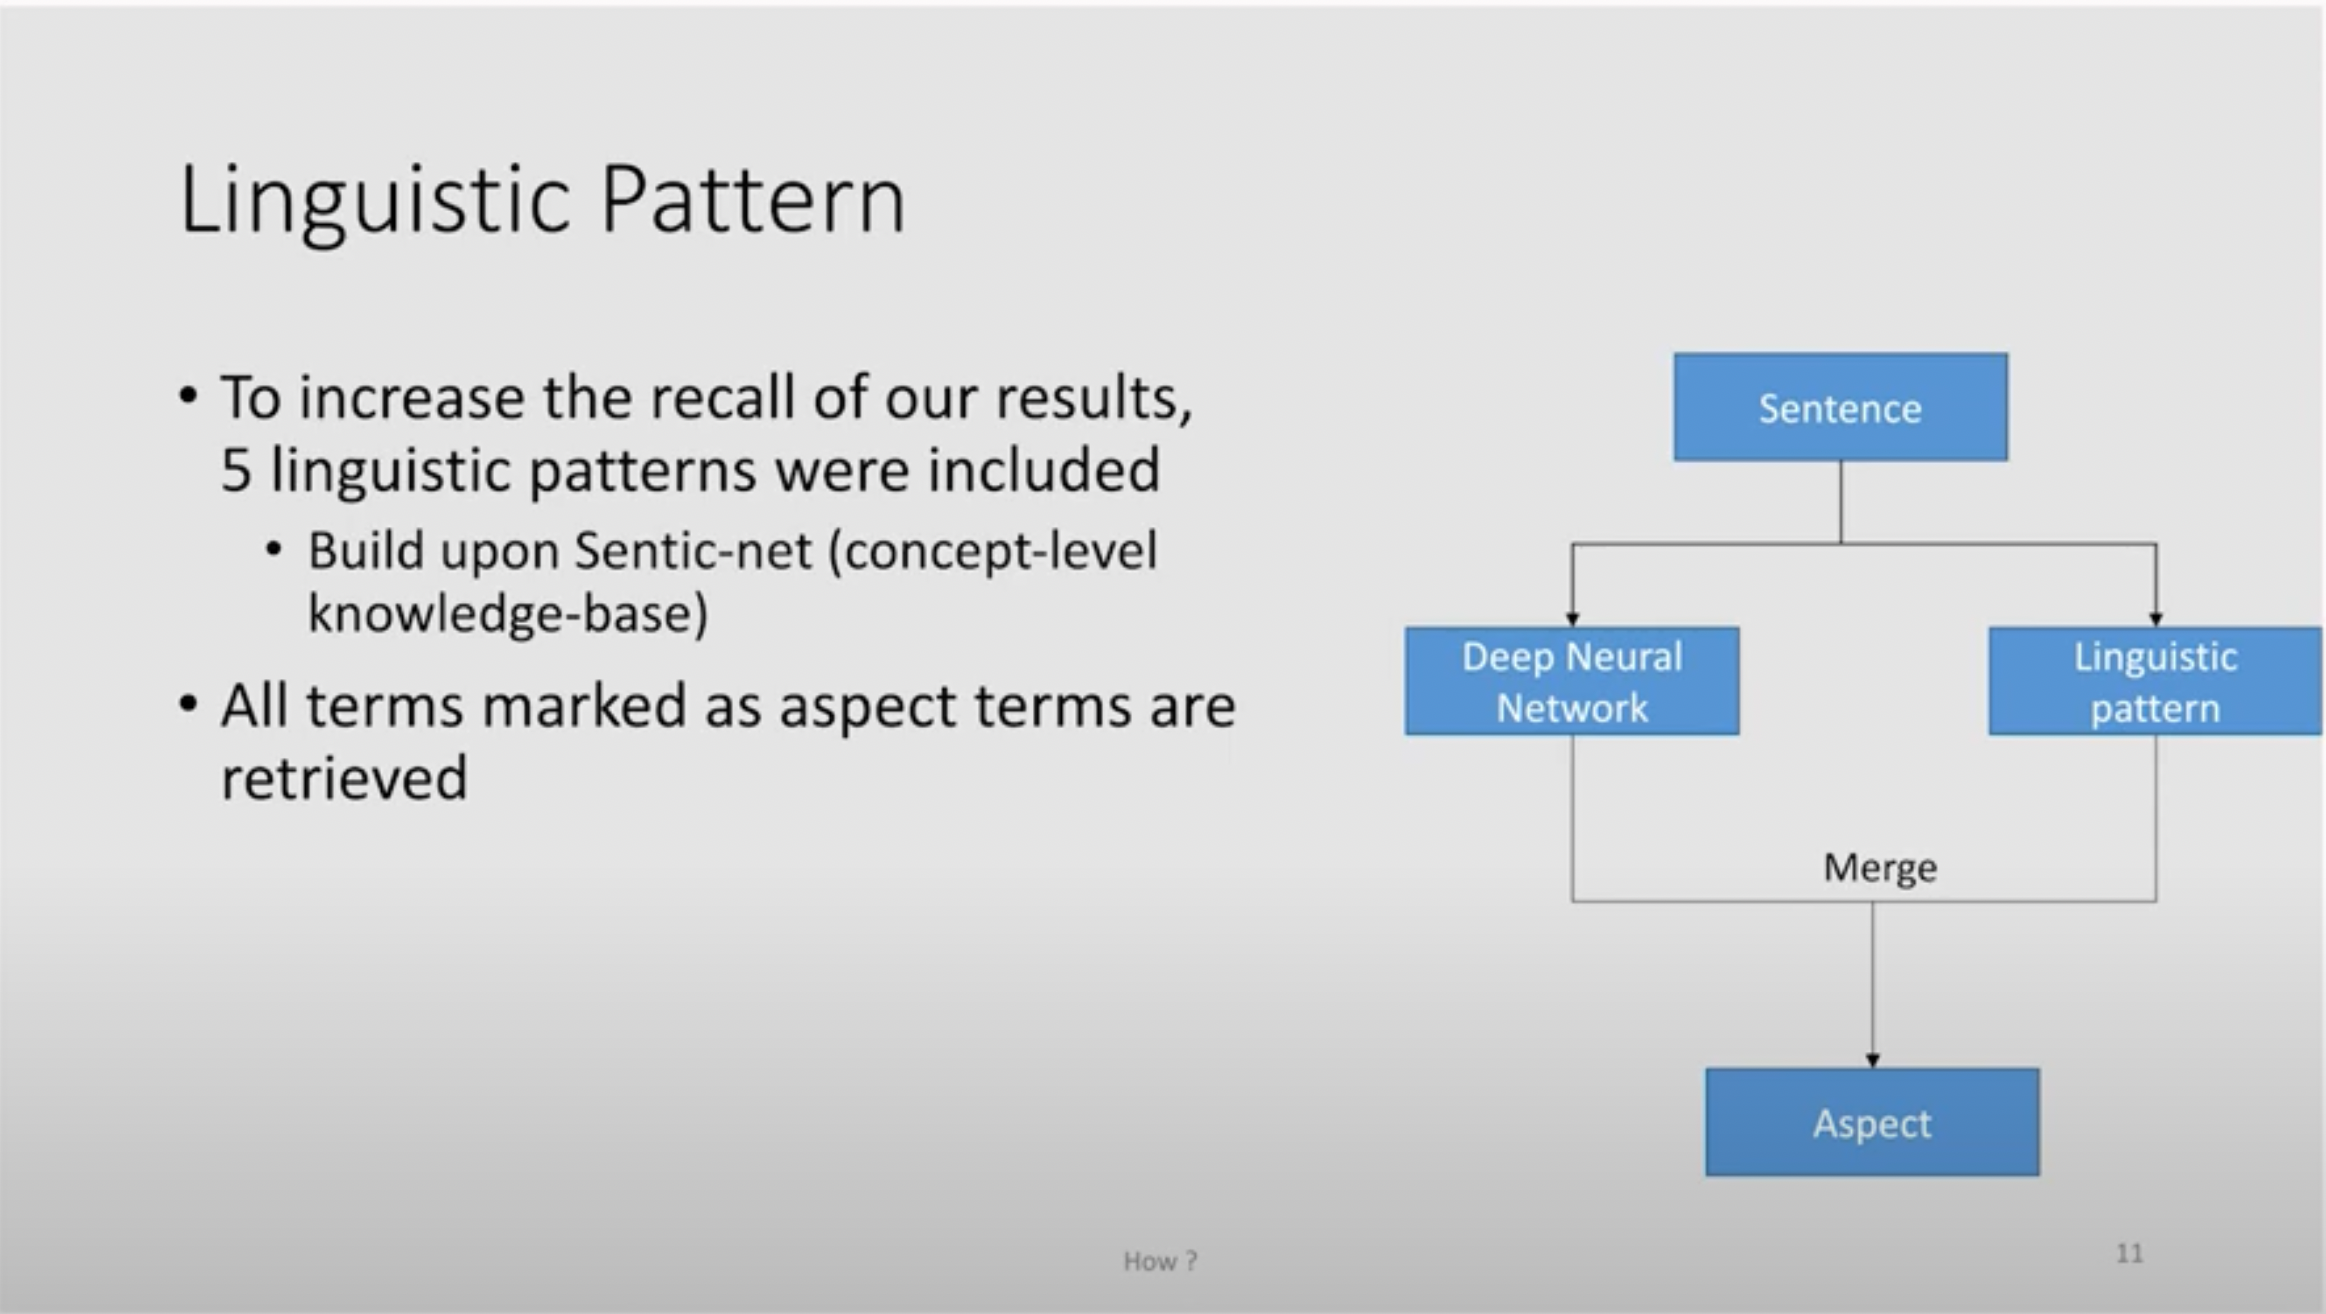 Linguistic Pattern
• To increase the recall of our results,
5 linguistic patterns were included
• Build upon Sentic-net (concept-level
knowledge-base)
• All terms marked as aspect terms are
retrieved
Sentence
Deep Neural
Network
Linguistic
pattern
Merge
Aspect
How ?
11